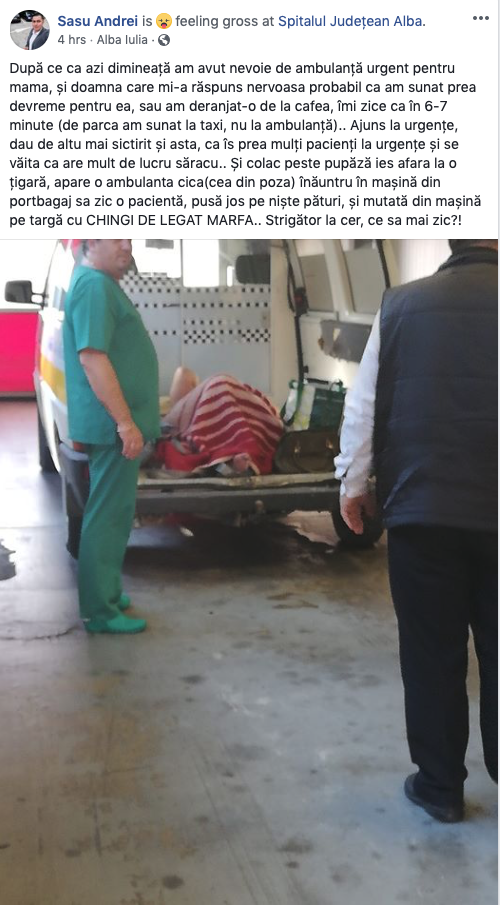 Sasu Andrei is feeling gross at Spitalul Județean Alba.
4 hrs · Alba Iulia ·
După ce ca azi dimineață am avut nevoie de ambulanță urgent pentru
mama, și doamna care mi-a răspuns nervoasa probabil ca am sunat prea
devreme pentru ea, sau am deranjat-o de la cafea, îmi zice ca în 6-7
minute (de parca am sunat la taxi, nu la ambulanță).. Ajuns la urgențe,
dau de altu mai sictirit și asta, ca îs prea mulți pacienți la urgențe și se
văita ca are mult de lucru săracu.. Și colac peste pupăză ies afara la o
țigară, apare o ambulanta cica(cea din poza) înăuntru în mașină din
portbagaj sa zic o pacientă, pusă jos pe niște pături, și mutată din mașină
pe targă cu CHINGI DE LEGAT MARFA.. Strigător la cer, ce sa mai zic?!